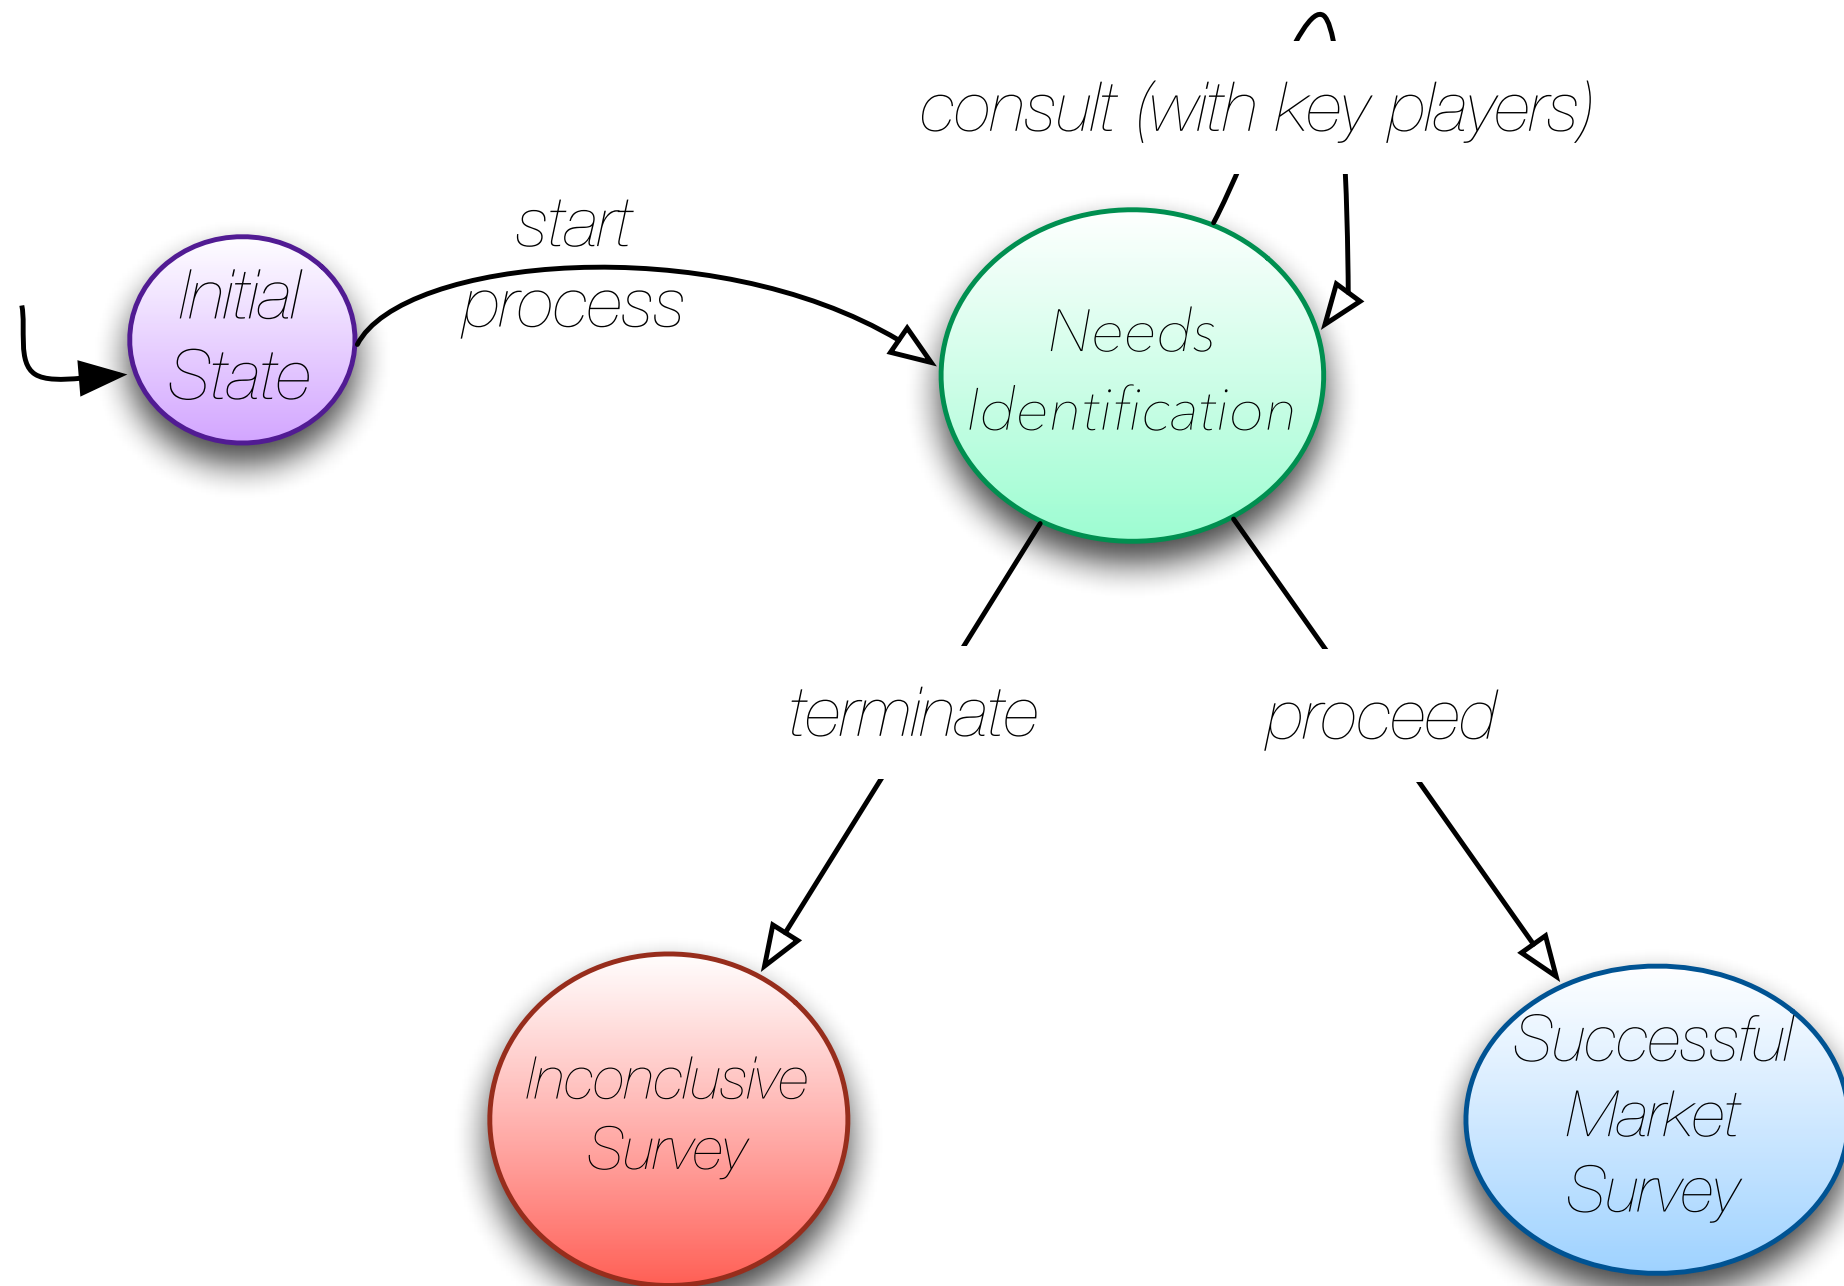 consult (with key players)
start
process
Initial
State
Needs
Identification
terminate
proceed
Inconclusive
Survey
Successful
Market
Survey